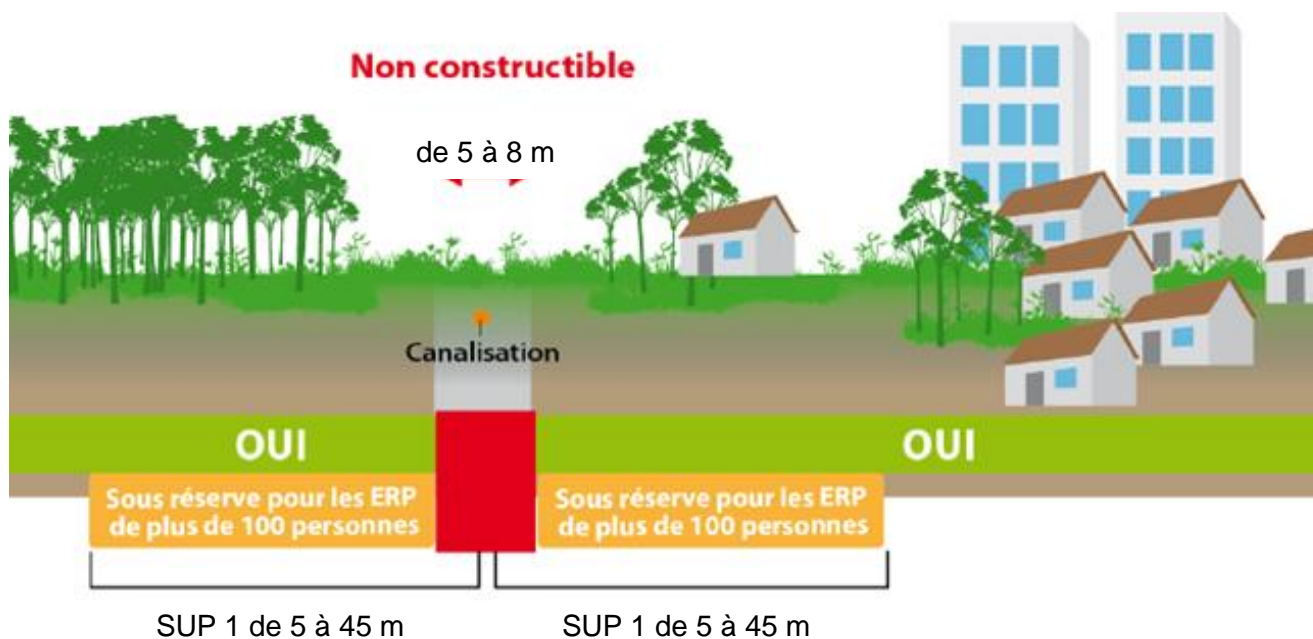 Non constructible
de 5 à 8 m
Canalisation
OUI
OUI
Sous réserve pour les ERP
de plus de 100 personnes
Sous réserve pour les ERP
de plus de 100 personnes
SUP 1 de 5 à 45 m
SUP 1 de 5 à 45 m